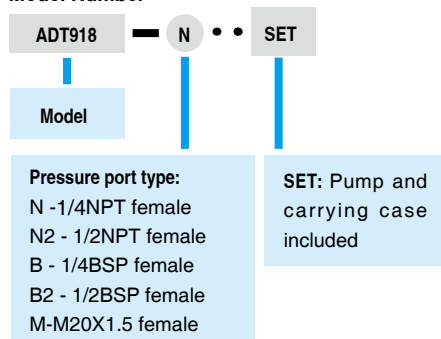 ADT918 — N • • SET
Model
Pressure port type:
N -1/4NPT female
N2 - 1/2NPT female
B - 1/4BSP female
B2 - 1/2BSP female
M-M20X1.5 female
SET: Pump and
carrying case
included